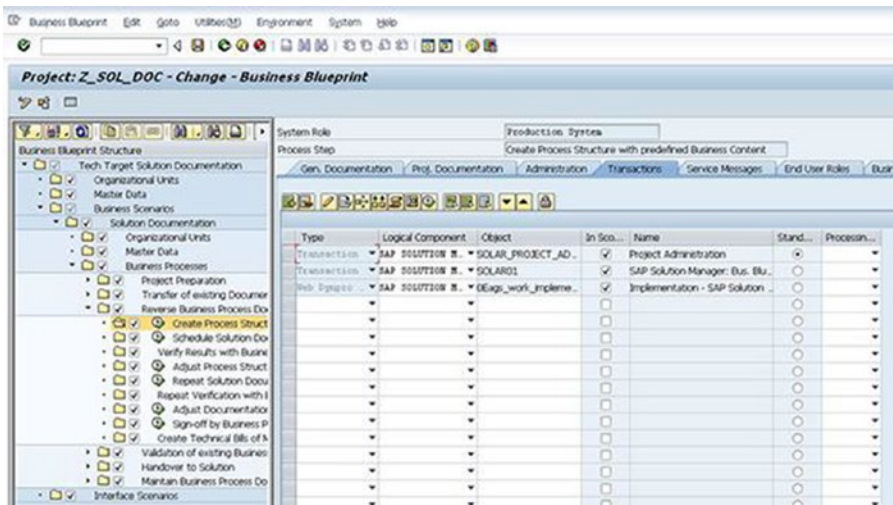 Business Blueprint Edit Goto Utilities(M) Environment System Help
Project: Z_SOL_DOC - Change - Business Blueprint
System Role Production System
Business Blueprint Structure
Process Step Create Process Structure with predefined Business Content
Gen. Documentation Proj. Documentation Administration Transactions Service Messages End User Roles Busir
Tech Target Solution Documentation
Organizational Units
Master Data
Business Scenarios
Solution Documentation
Organizational Units
Master Data
Business Processes
Project Preparation
Transfer of existing Documer
Reverse Business Process Do
Create Process Struct
Schedule Solution Do
Verify Results with Busine
Adjust Process Struct
Repeat Solution Docu
Repeat Verification with
Adjust Documentation
Sign-off by Business P
Create Technical Bills of M
Validation of existing Business
Handover to Solution
Maintain Business Process Do
Interface Scenarios
Type Logical Component Object In Sco... Name Stand... Processin...
Transaction SAP SOLUTION M. SOLAR_PROJECT_AD.. Project Administration
Transaction SAP SOLUTION M. SOLAR01 SAP Solution Manager: Bus. Blu..
Web Dynpro . SAP SOLUTION M. 0Eags_work_impleme.. Implementation - SAP Solution ..